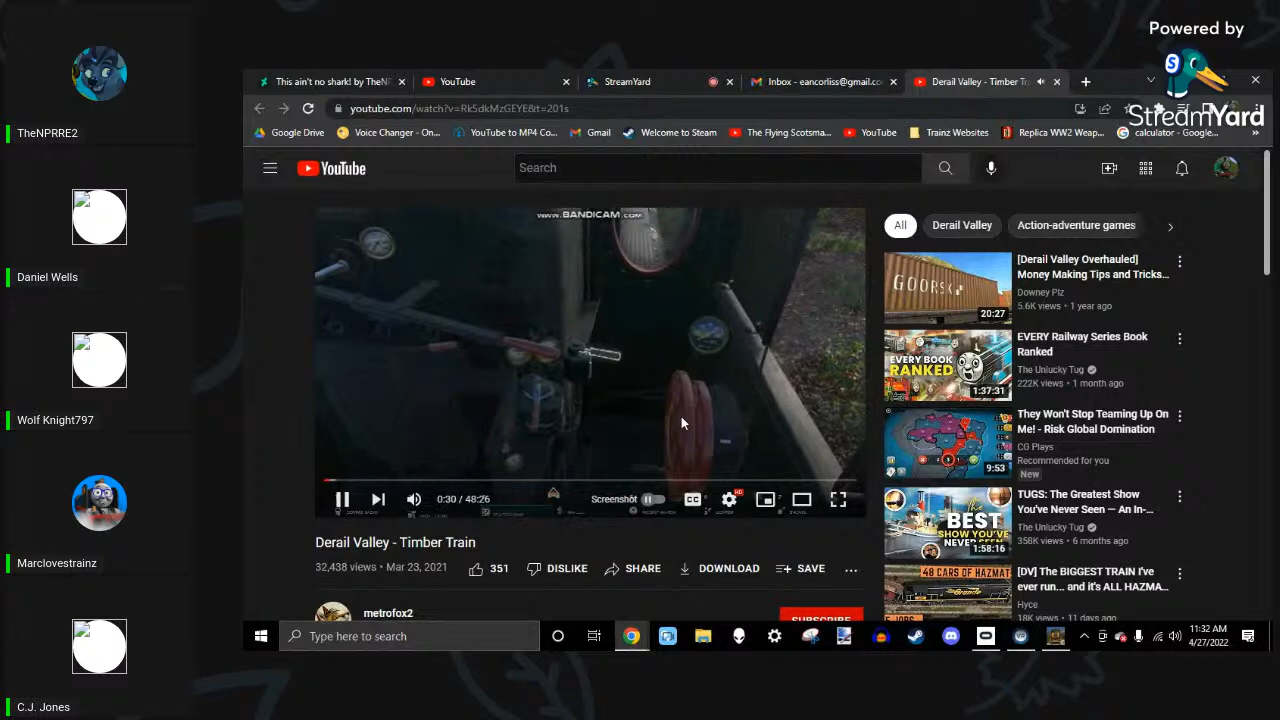 Powered by
StreamYard
TheNPRRE2
Daniel Wells
Wolf Knight797
Marclovestrainz
C.J. Jones
This ain't no shark! by TheNF
YouTube
StreamYard
Inbox - eancorliss@gmail.co
Derail Valley - Timber Tr
youtube.com/watch?v=Rk5dkMzGEYE&t=201s
Google Drive
Voice Changer - On...
YouTube to MP4 Co...
Gmail
Welcome to Steam
The Flying Scotsma...
YouTube
Trainz Websites
Replica WW2 Weap...
calculator - Google...
YouTube
Search
www.BANDICAM.com
0:30 / 48:26
Screenshot
CC
HD
Derail Valley - Timber Train
32,438 views • Mar 23, 2021
351
DISLIKE
SHARE
DOWNLOAD
SAVE
metrofox2
SUBSCRIBE
All
Derail Valley
Action-adventure games
20:27
[Derail Valley Overhauled]
Money Making Tips and Tricks...
Downey Plz
5.6K views • 1 year ago
EVERY BOOK
RANKED
1:37:31
EVERY Railway Series Book
Ranked
The Unlucky Tug
222K views • 1 month ago
9:53
They Won't Stop Teaming Up On
Me! - Risk Global Domination
CG Plays
Recommended for you
New
BEST
1:58:16
TUGS: The Greatest Show
You've Never Seen — An In-...
The Unlucky Tug
358K views • 6 months ago
48 CARS OF HAZMAT
[DV] The BIGGEST TRAIN I've
ever run... and it's ALL HAZMA...
Hyce
18K views • 11 days ago
Type here to search
11:32 AM
4/27/2022